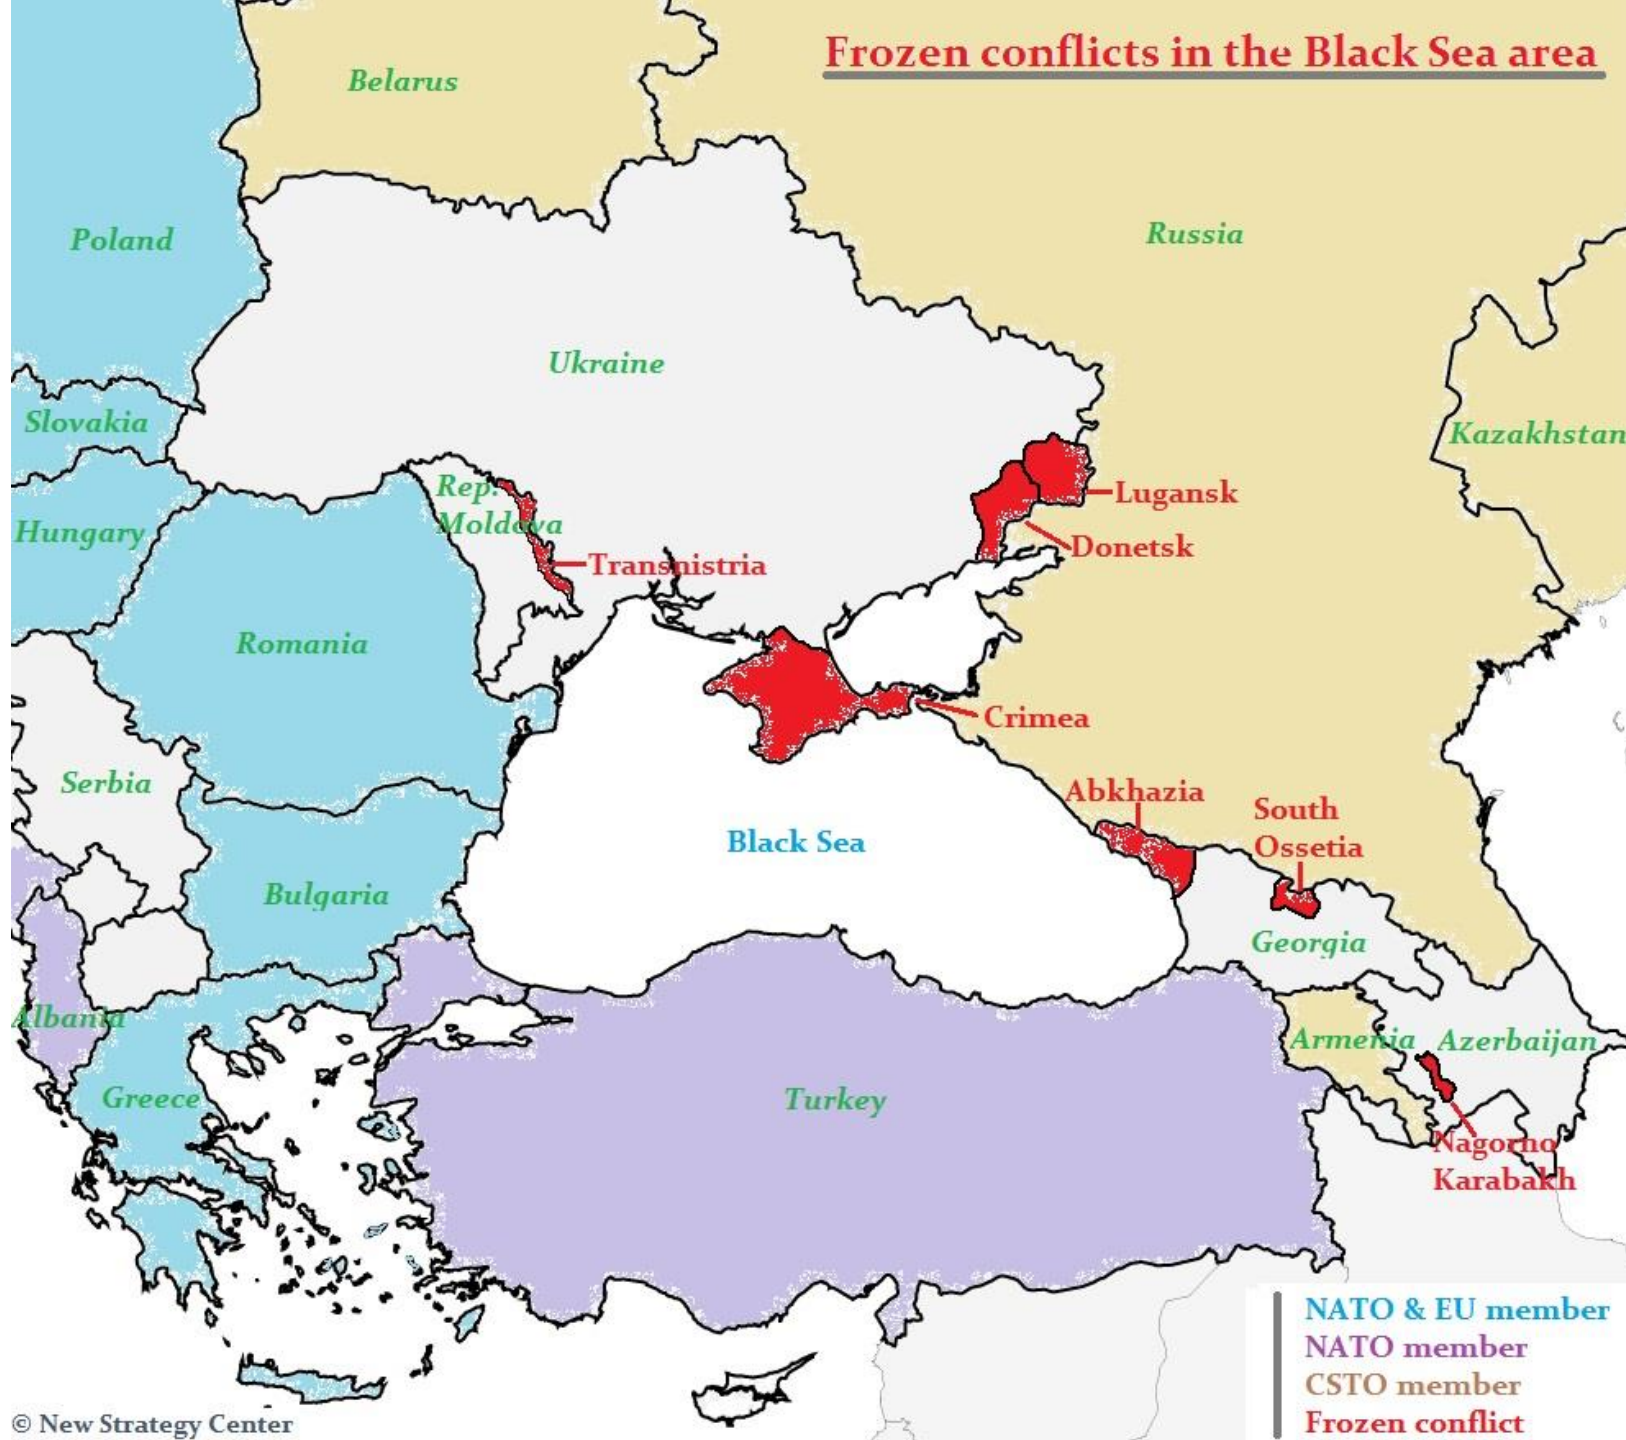 Frozen conflicts in the Black Sea area
Belarus
Poland
Russia
Ukraine
Slovakia
Kazakhstan
Rep.
Moldova
Hungary
Lugansk
Donetsk
Transnistria
Romania
Crimea
Serbia
Abkhazia
South
Ossetia
Black Sea
Bulgaria
Georgia
Albania
Armenia
Azerbaijan
Greece
Turkey
Nagorno
Karabakh
NATO & EU member
NATO member
CSTO member
Frozen conflict
© New Strategy Center